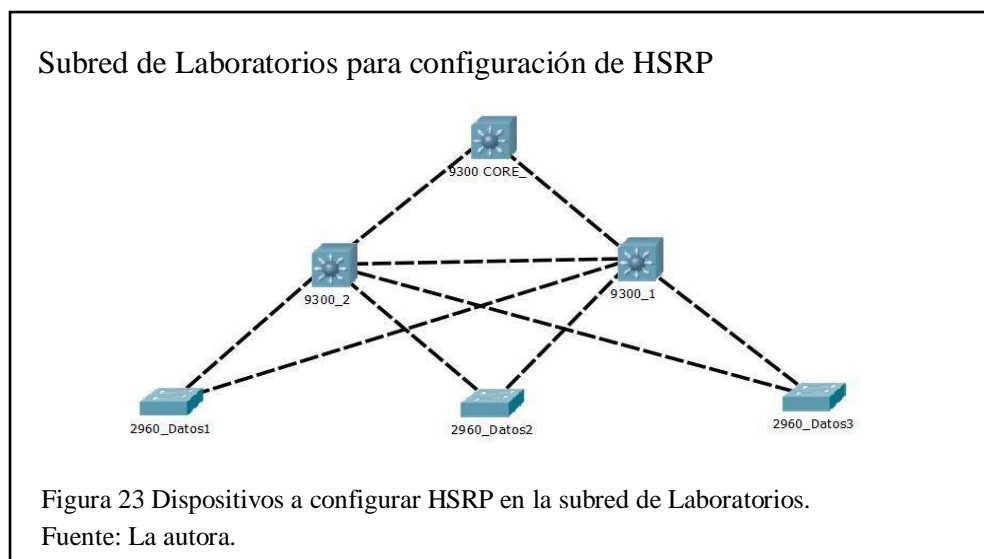 Subred de Laboratorios para configuración de HSRP
9300 CORE_
9300_2
9300_1
2960_Datos1
2960_Datos2
2960_Datos3
Figura 23 Dispositivos a configurar HSRP en la subred de Laboratorios.
Fuente: La autora.